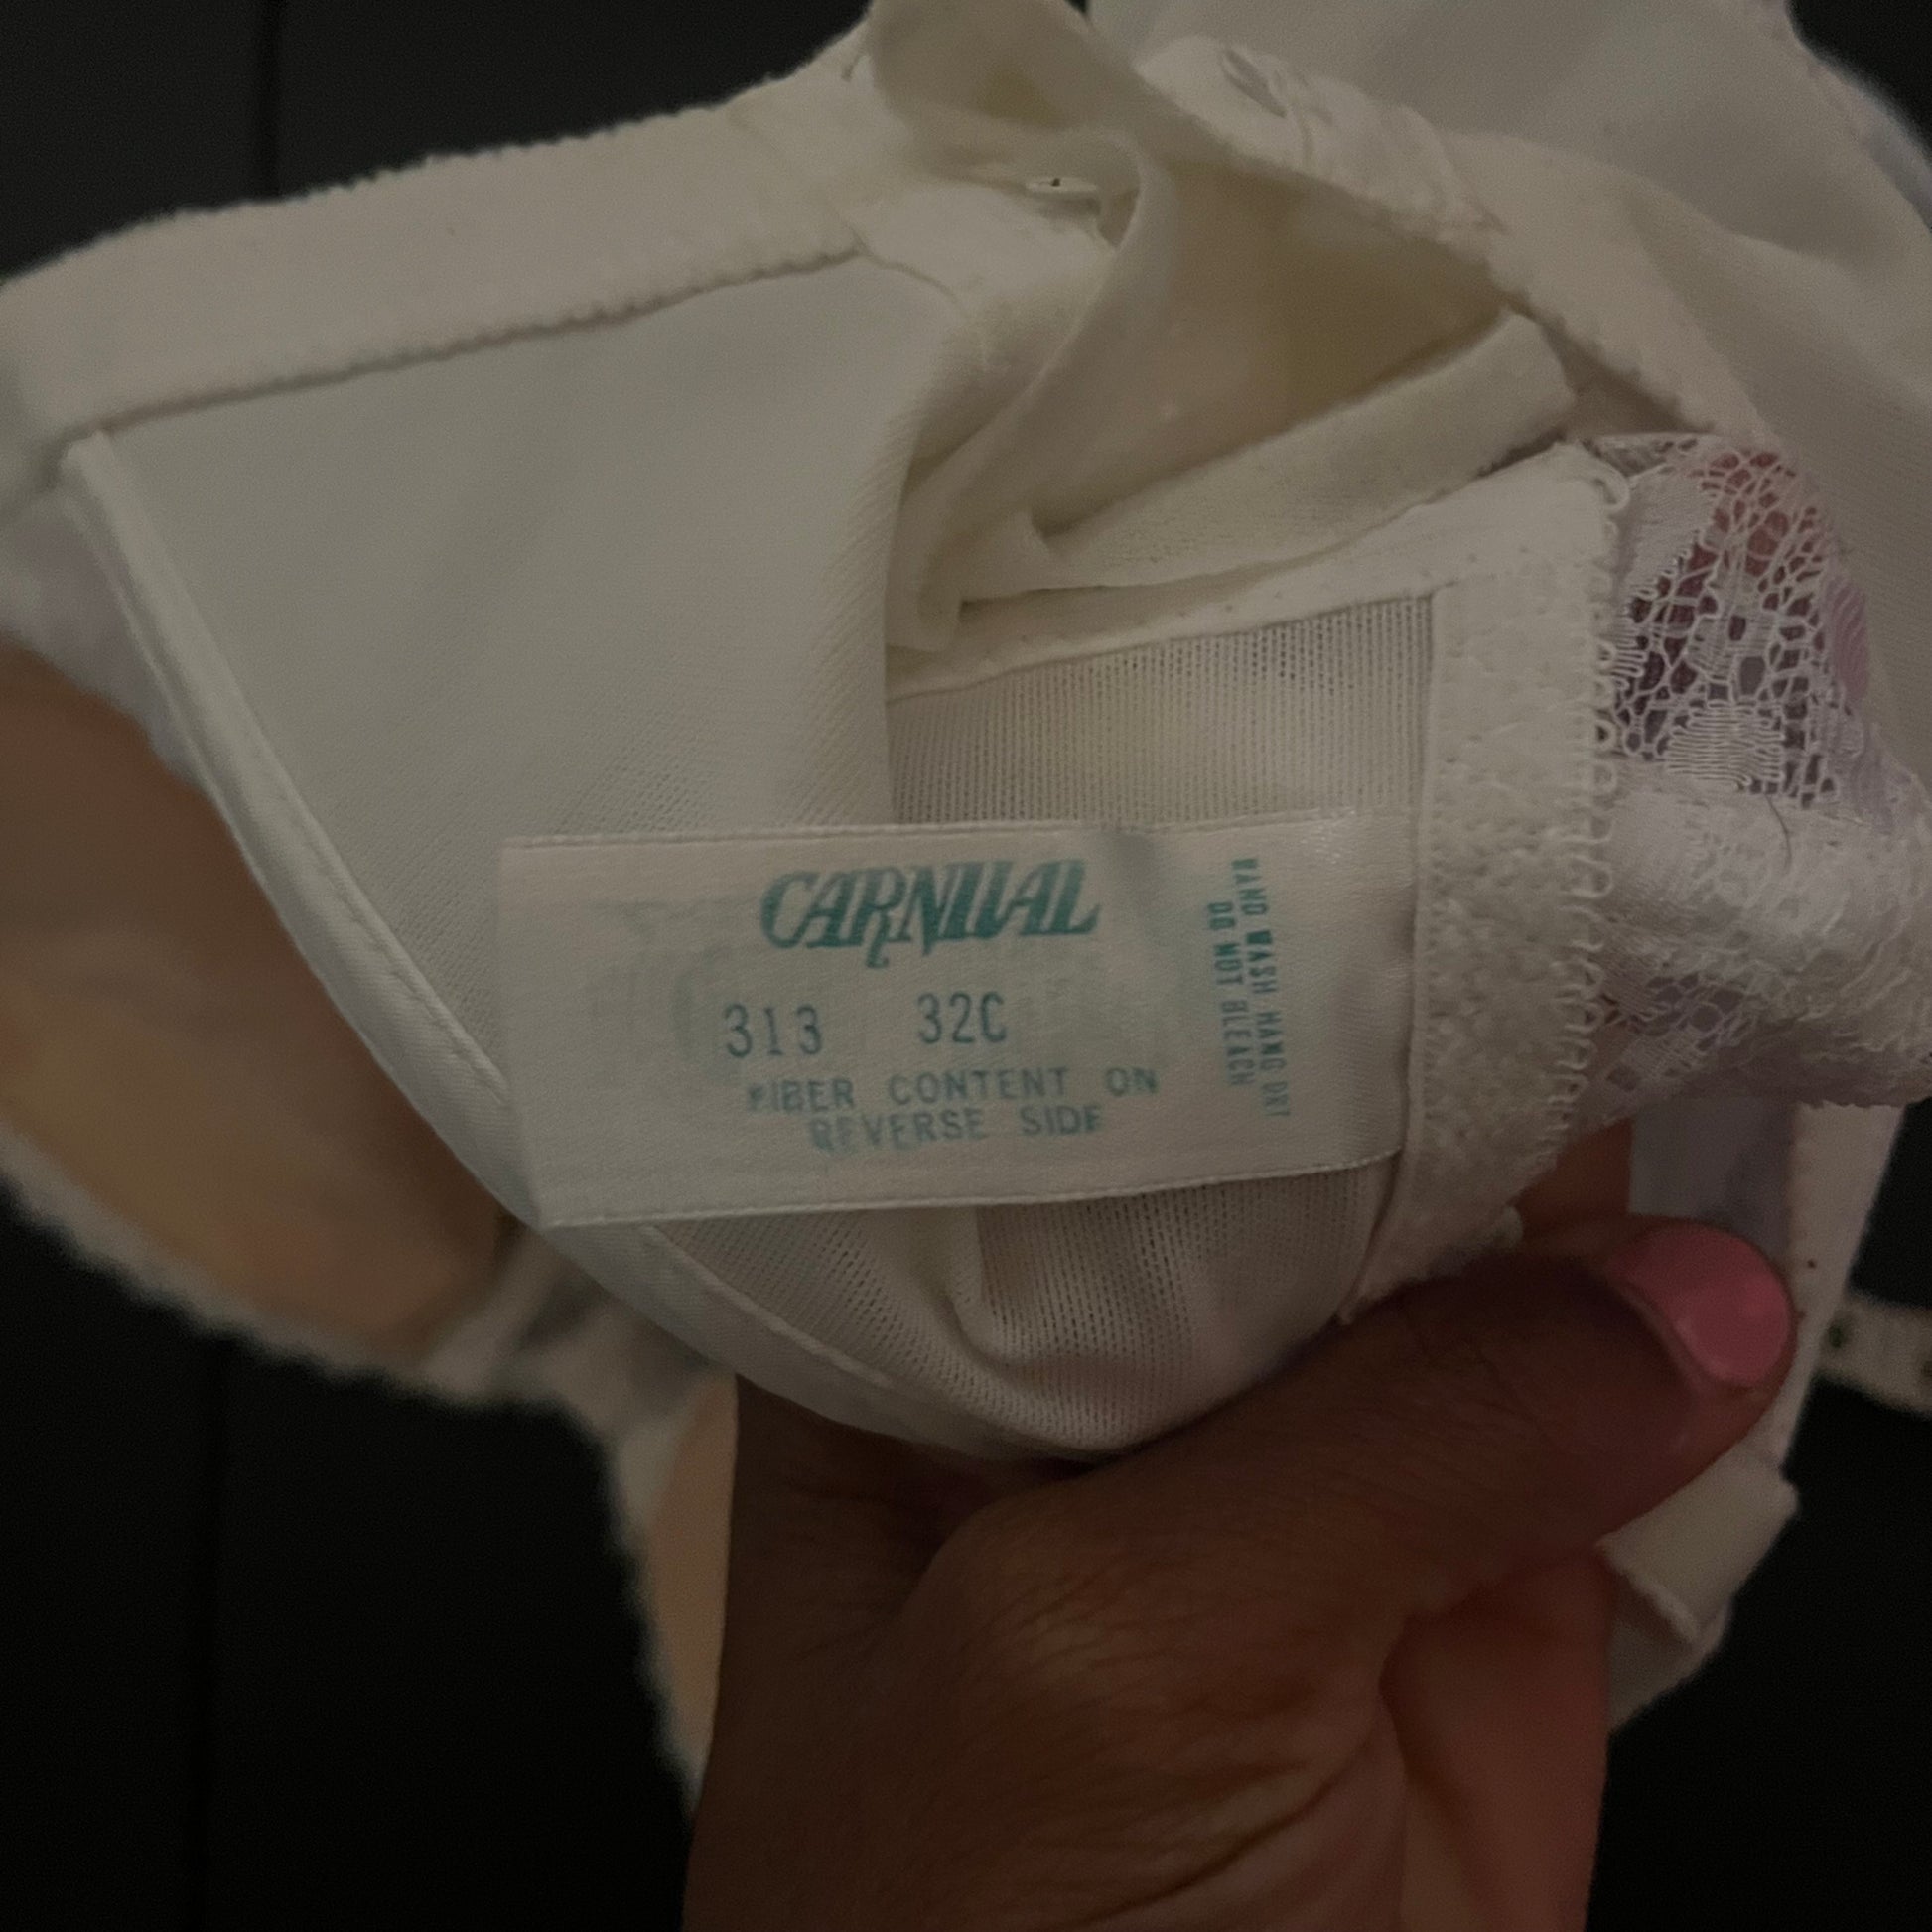 CARNIVAL
313 32C
FIBER CONTENT ON
REVERSE SIDE
HAND WASH HAND DRY
DO NOT BLEACH